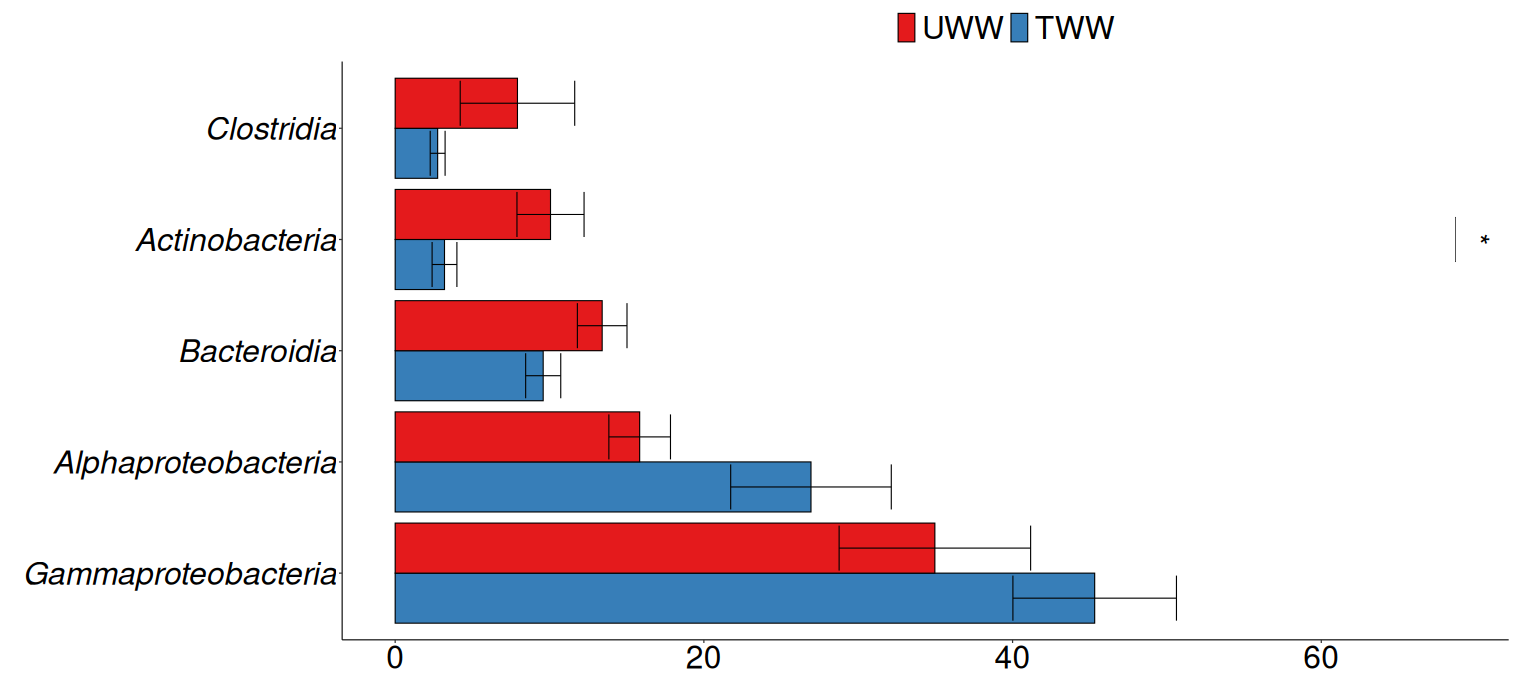 UWW TWW
Clostridia
Actinobacteria
*
Bacteroidia
Alphaproteobacteria
Gammaproteobacteria
0 20 40 60